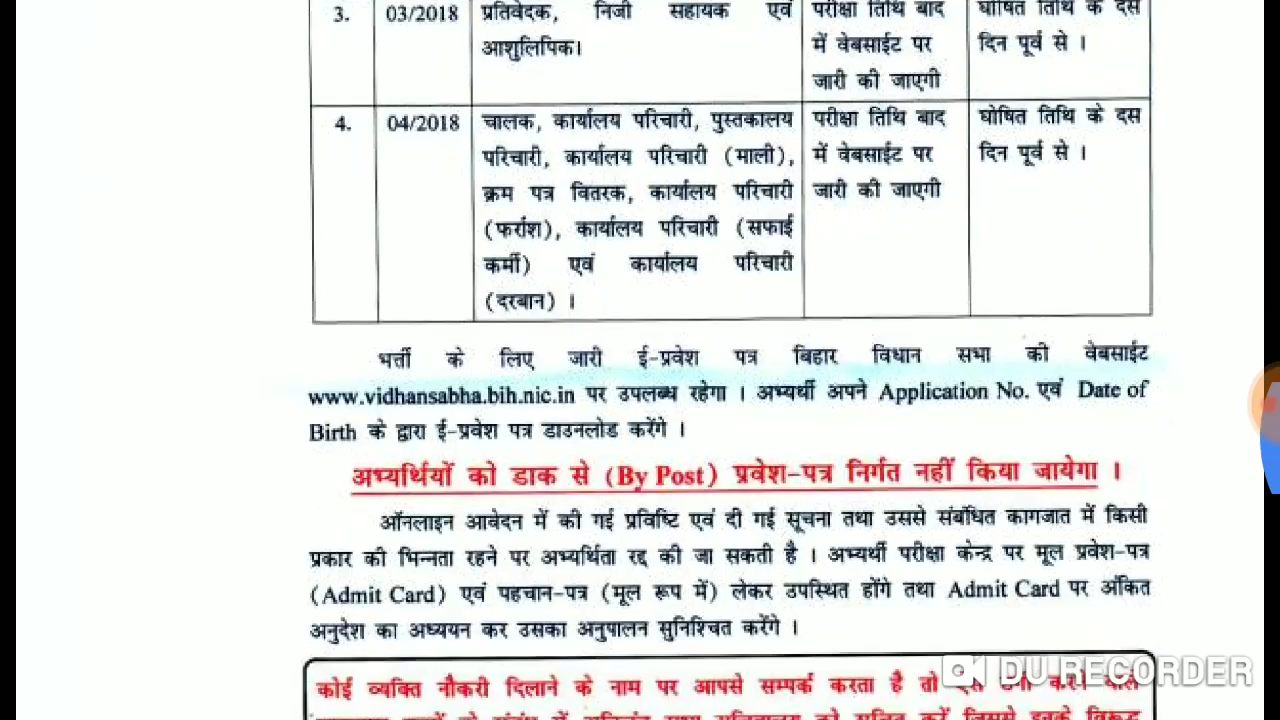 3. 03/2018 प्रतिवेदक, निजी सहायक एवं आशुलिपिक। परीक्षा तिथि बाद में वेबसाईट पर जारी की जाएगी घोषित तिथि के दस दिन पूर्व से ।
4. 04/2018 चालक, कार्यालय परिचारी, पुस्तकालय परिचारी, कार्यालय परिचारी (माली), क्रम पत्र वितरक, कार्यालय परिचारी (फर्राश), कार्यालय परिचारी (सफाई कर्मी) एवं कार्यालय परिचारी (दरबान) । परीक्षा तिथि बाद में वेबसाईट पर जारी की जाएगी घोषित तिथि के दस दिन पूर्व से ।
भर्त्ती के लिए जारी ई-प्रवेश पत्र बिहार विधान सभा की वेबसाईट
www.vidhansabha.bih.nic.in पर उपलब्ध रहेगा । अभ्यर्थी अपने Application No. एवं Date of
Birth के द्वारा ई-प्रवेश पत्र डाउनलोड करेंगे ।
अभ्यर्थियों को डाक से (By Post) प्रवेश-पत्र निर्गत नहीं किया जायेगा ।
ऑनलाइन आवेदन में की गई प्रविष्टि एवं दी गई सूचना तथा उससे संबंधित कागजात में किसी
प्रकार की भिन्नता रहने पर अभ्यर्थिता रद्द की जा सकती है । अभ्यर्थी परीक्षा केन्द्र पर मूल प्रवेश-पत्र
(Admit Card) एवं पहचान-पत्र (मूल रूप में) लेकर उपस्थित होंगे तथा Admit Card पर अंकित
अनुदेश का अध्ययन कर उसका अनुपालन सुनिश्चित करेंगे ।
DU RECORDER
कोई व्यक्ति नौकरी दिलाने के नाम पर आपसे सम्पर्क करता है तो